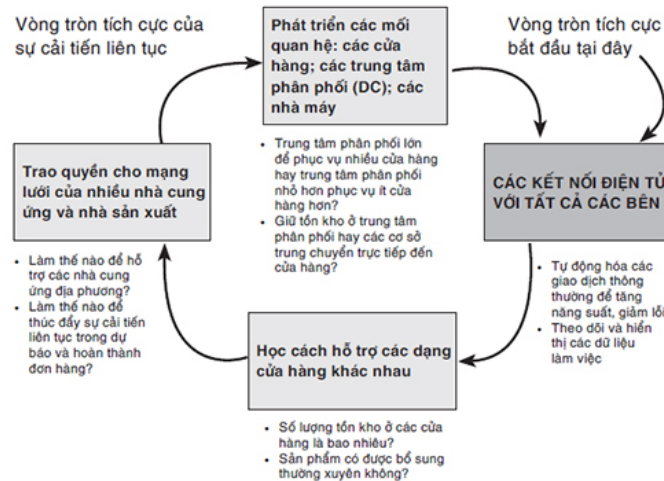 Vòng tròn tích cực của
sự cải tiến liên tục
Phát triển các mối
quan hệ: các cửa
hàng; các trung tâm
phân phối (DC); các
nhà máy
Vòng tròn tích cực
bắt đầu tại đây
• Trung tâm phân phối lớn
để phục vụ nhiều cửa hàng
hay trung tâm phân phối
nhỏ hơn phục vụ ít cửa
hàng hơn?
• Giữ tồn kho ở trung tâm
phân phối hay các cơ sở
trung chuyển trực tiếp đến
cửa hàng?
Trao quyền cho mạng
lưới của nhiều nhà cung
ứng và nhà sản xuất
• Làm thế nào để hỗ
trợ các nhà cung
ứng địa phương?
• Làm thế nào để
thúc đẩy sự cải tiến
liên tục trong dự
báo và hoàn thành
đơn hàng?
CÁC KẾT NỐI ĐIỆN TỬ
VỚI TẤT CẢ CÁC BÊN
• Tự động hóa các
giao dịch thông
thường để tăng
năng suất, giảm lỗi
• Theo dõi và hiển
thị các dữ liệu
làm việc
Học cách hỗ trợ các dạng
cửa hàng khác nhau
• Số lượng tồn kho ở các cửa
hàng là bao nhiêu?
• Sản phẩm có được bổ sung
thường xuyên không?